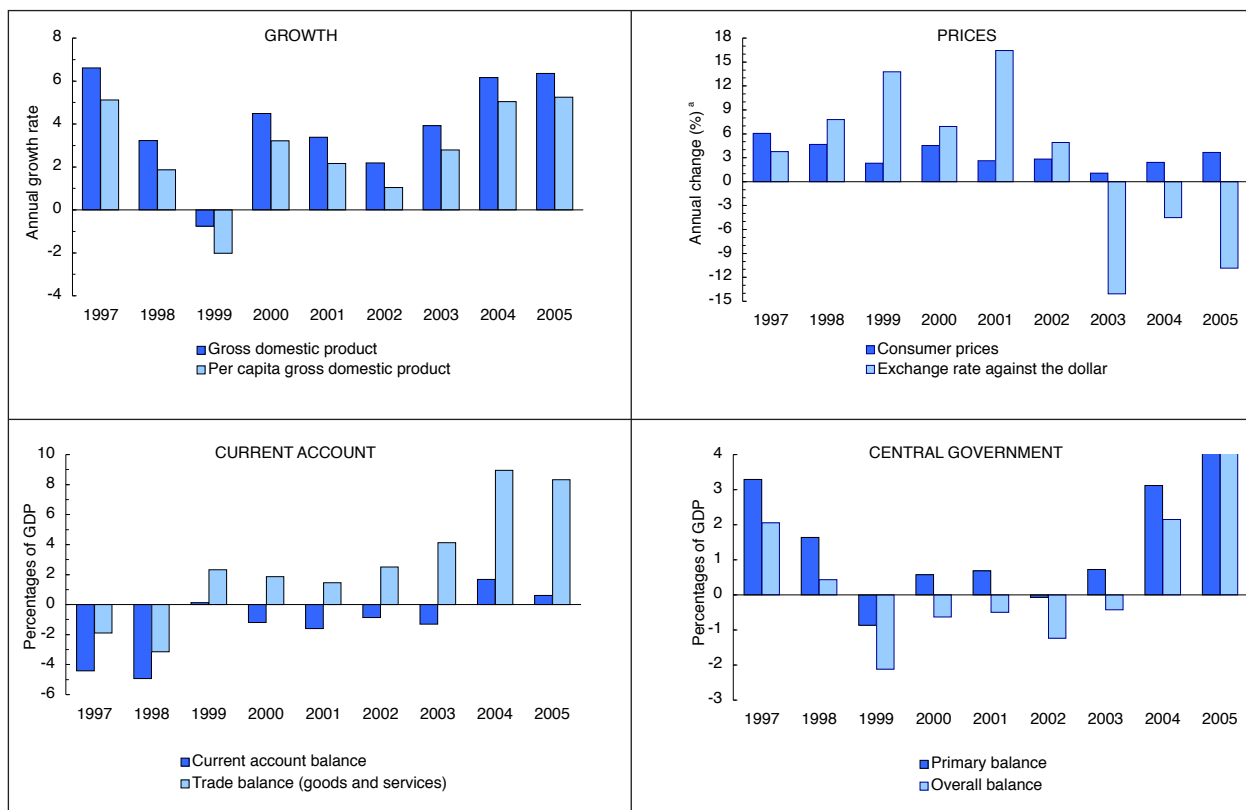 GROWTH
Annual growth rate
8
6
4
2
0
-2
-4
1997 1998 1999 2000 2001 2002 2003 2004 2005
Gross domestic product
Per capita gross domestic product
PRICES
Annual change (%) a
18
15
12
9
6
3
0
-3
-6
-9
-12
-15
1997 1998 1999 2000 2001 2002 2003 2004 2005
Consumer prices
Exchange rate against the dollar
CURRENT ACCOUNT
Percentages of GDP
10
8
6
4
2
0
-2
-4
-6
1997 1998 1999 2000 2001 2002 2003 2004 2005
Current account balance
Trade balance (goods and services)
CENTRAL GOVERNMENT
Percentages of GDP
4
3
2
1
0
-1
-2
-3
1997 1998 1999 2000 2001 2002 2003 2004 2005
Primary balance
Overall balance